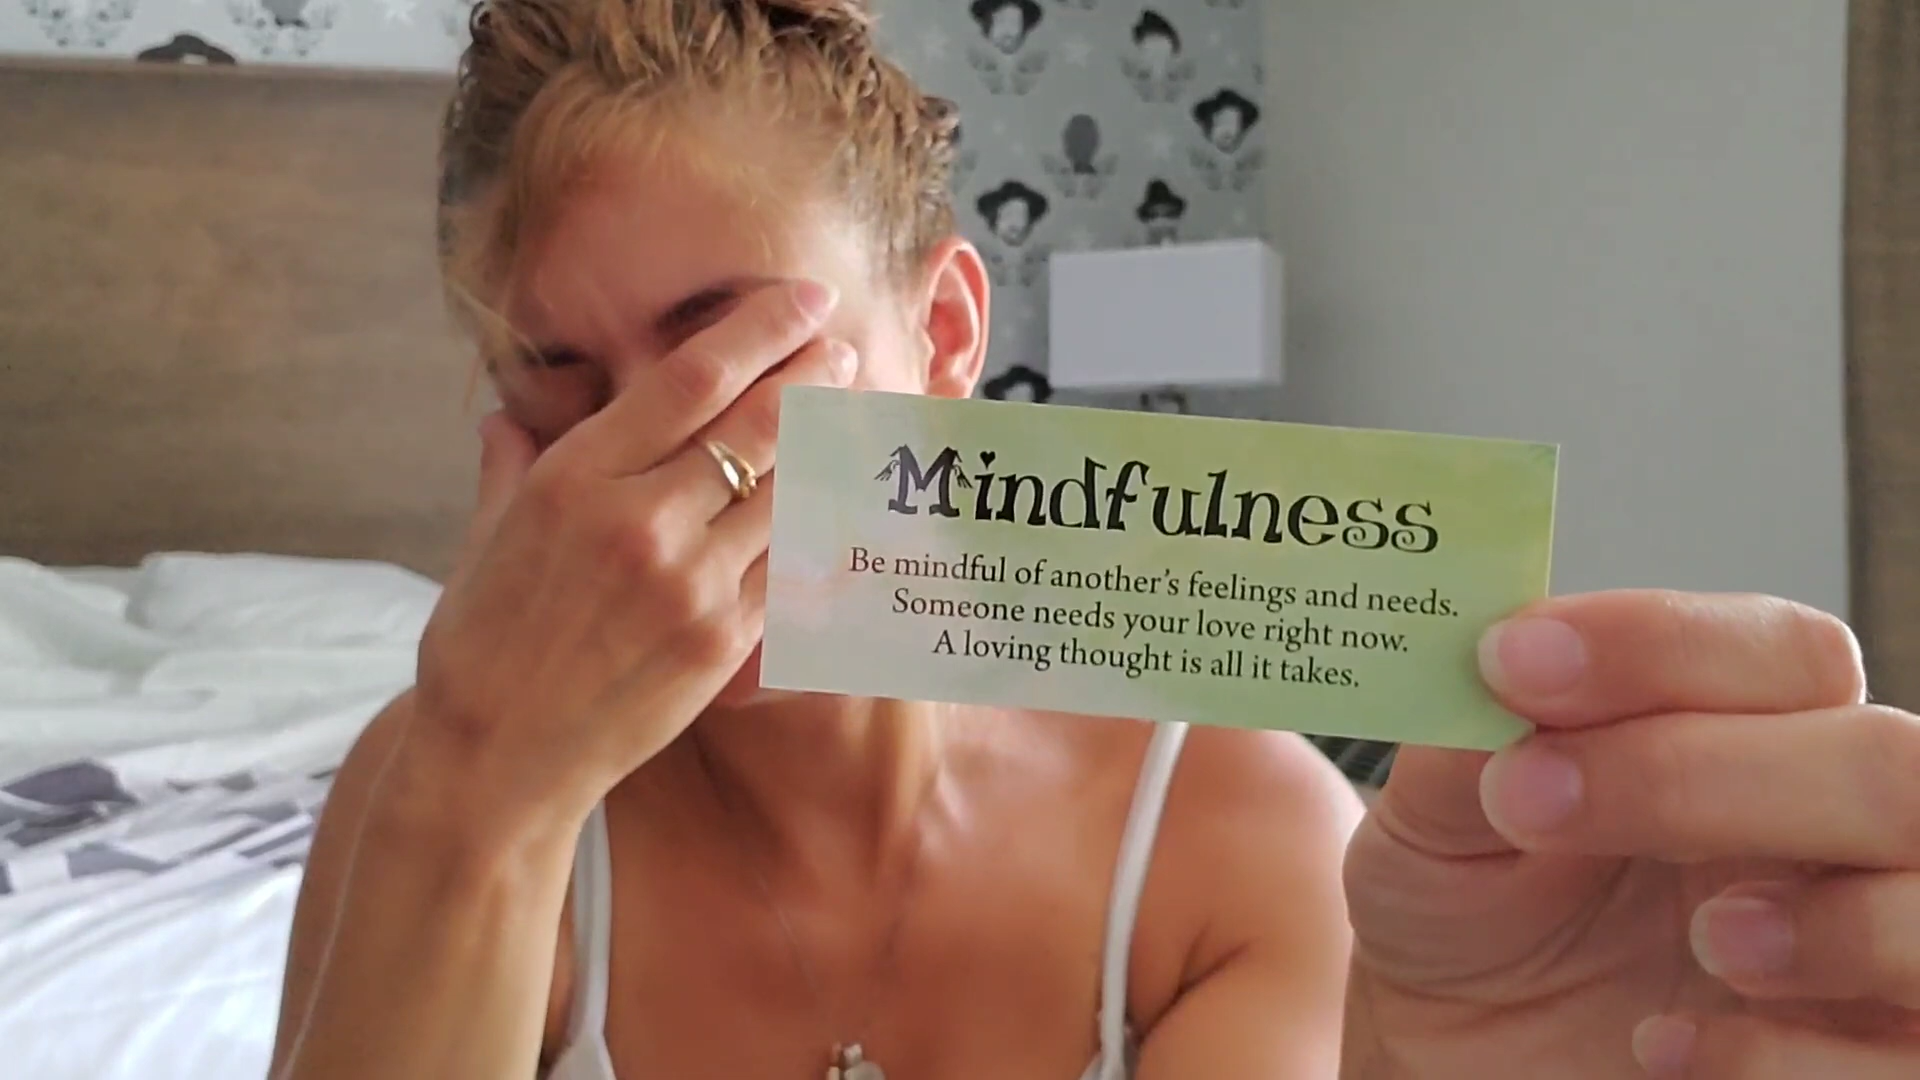 Mindfulness
Be mindful of another's feelings and needs.
Someone needs your love right now.
A loving thought is all it takes.